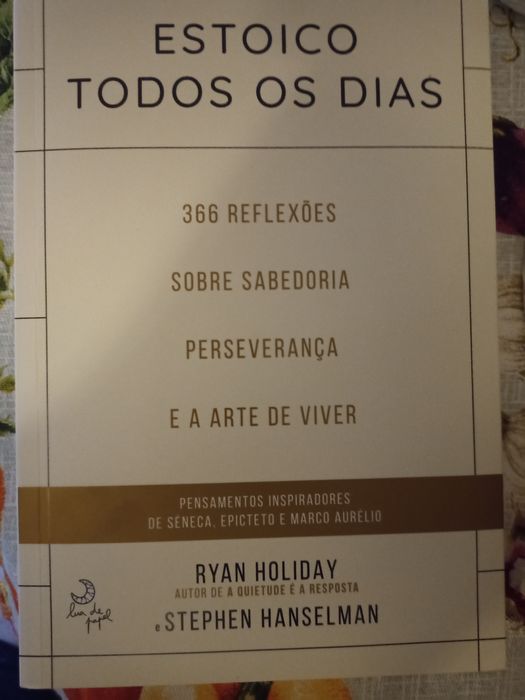 ESTOICO
TODOS OS DIAS
366 REFLEXÕES
SOBRE SABEDORIA
PERSEVERANÇA
E A ARTE DE VIVER
PENSAMENTOS INSPIRADORES
DE SÉNECA, EPICTETO E MARCO AURÉLIO
RYAN HOLIDAY
AUTOR DE A QUIETUDE É A RESPOSTA
e STEPHEN HANSELMAN
lua de
papel